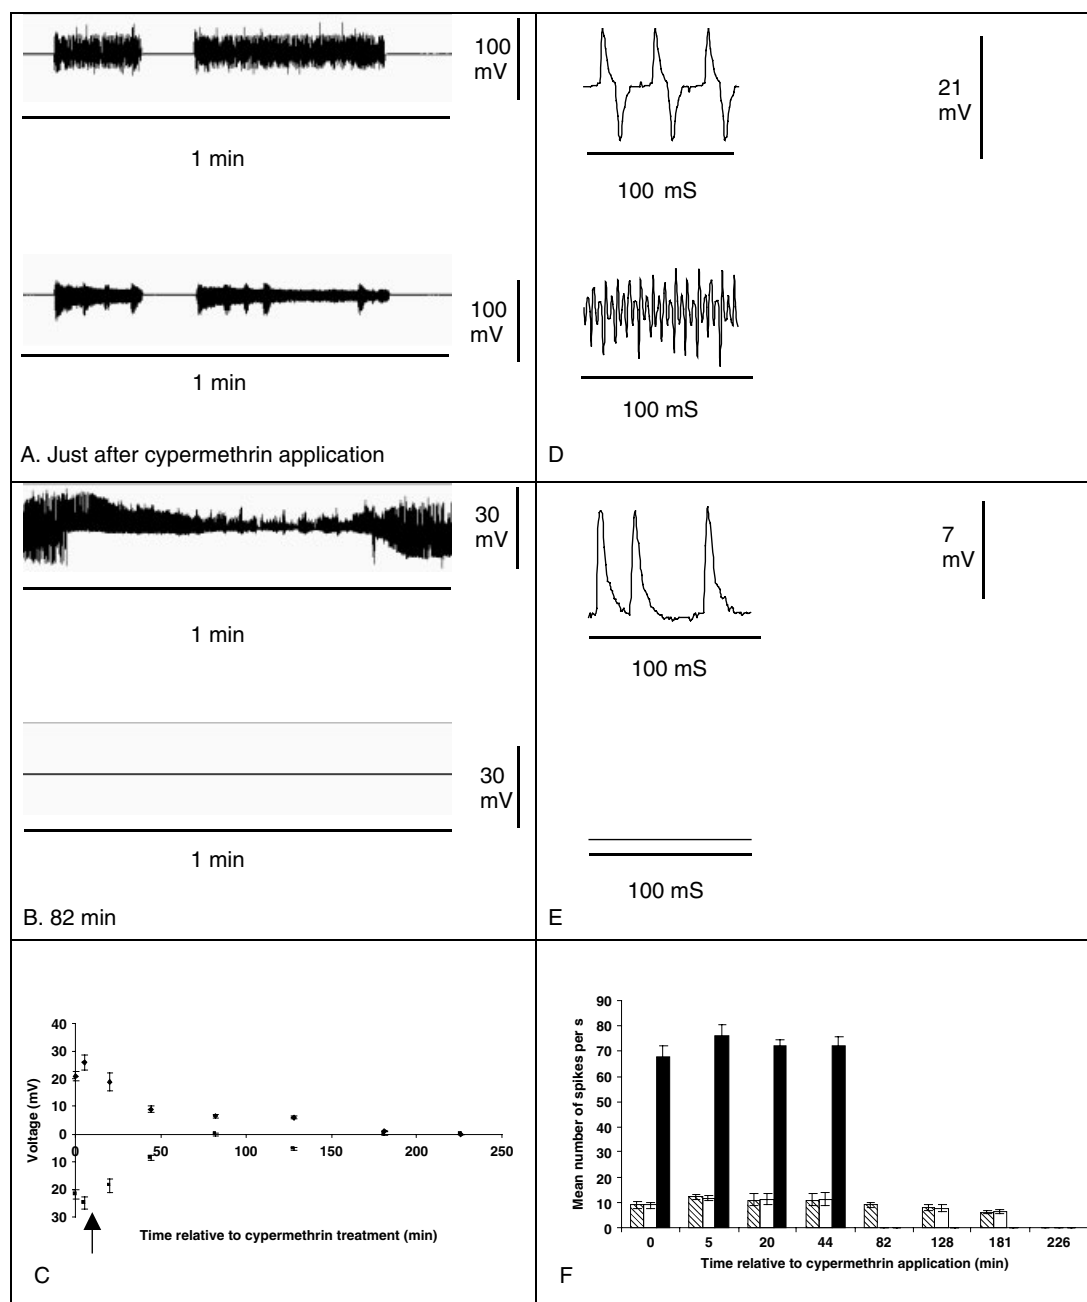 100
mV
1 min
100
mV
1 min
A. Just after cypermethrin application
21
mV
100 mS
100 mS
D
30
mV
1 min
30
mV
1 min
B. 82 min
7
mV
100 mS
100 mS
E
40
30
20
10
0
10
20
30
Voltage (mV)
0 50 100 150 200 250
Time relative to cypermethrin treatment (min)
C
90
80
70
60
50
40
30
20
10
0
Mean number of spikes per s
0 5 20 44 82 128 181 226
Time relative to cypermethrin application (min)
F